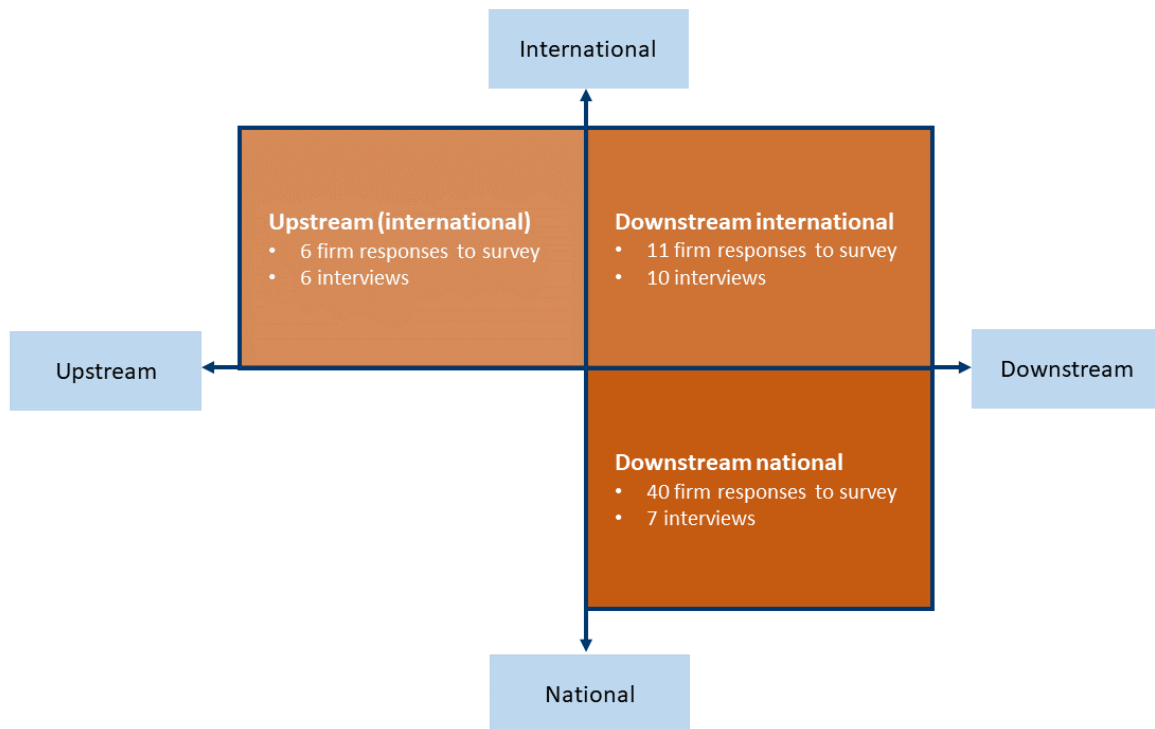 International
Upstream (international)
• 6 firm responses to survey
• 6 interviews
Downstream international
• 11 firm responses to survey
• 10 interviews
Upstream
Downstream
Downstream national
• 40 firm responses to survey
• 7 interviews
National